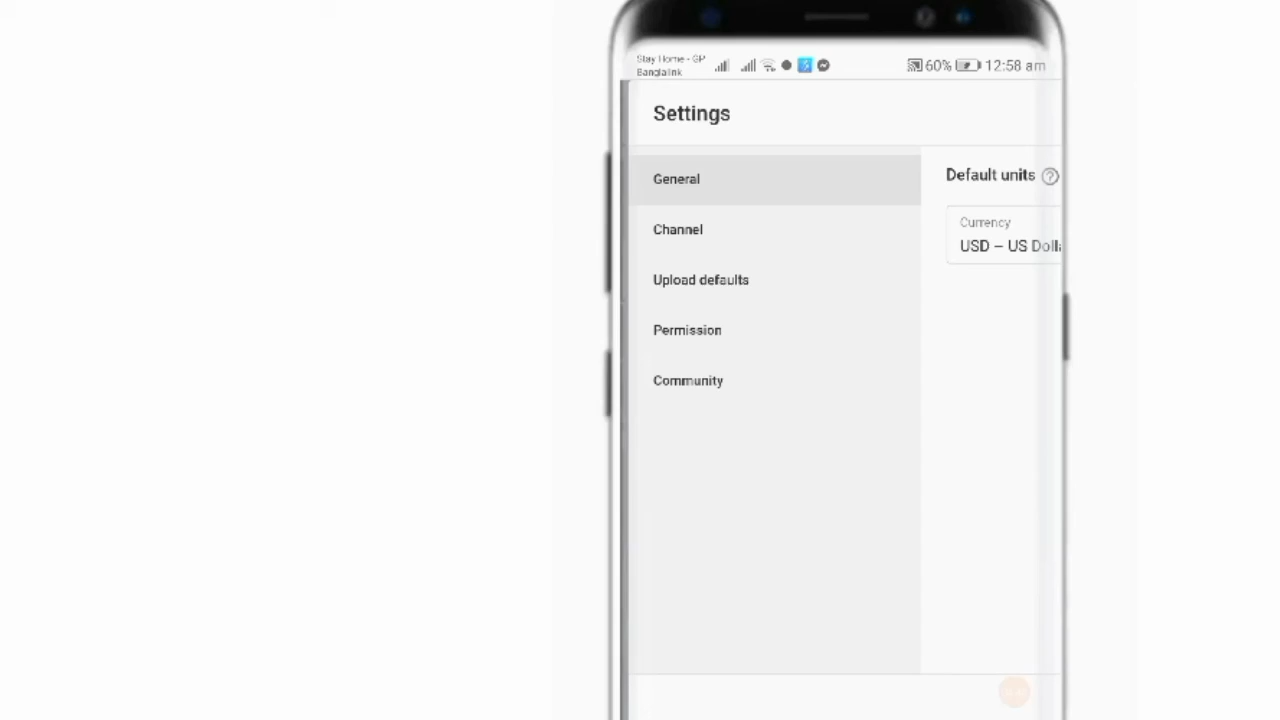 Stay Home - GP
Banglalink
60%
12:58 am
Settings
General
Channel
Upload defaults
Permission
Community
Default units
Currency
USD – US Doll